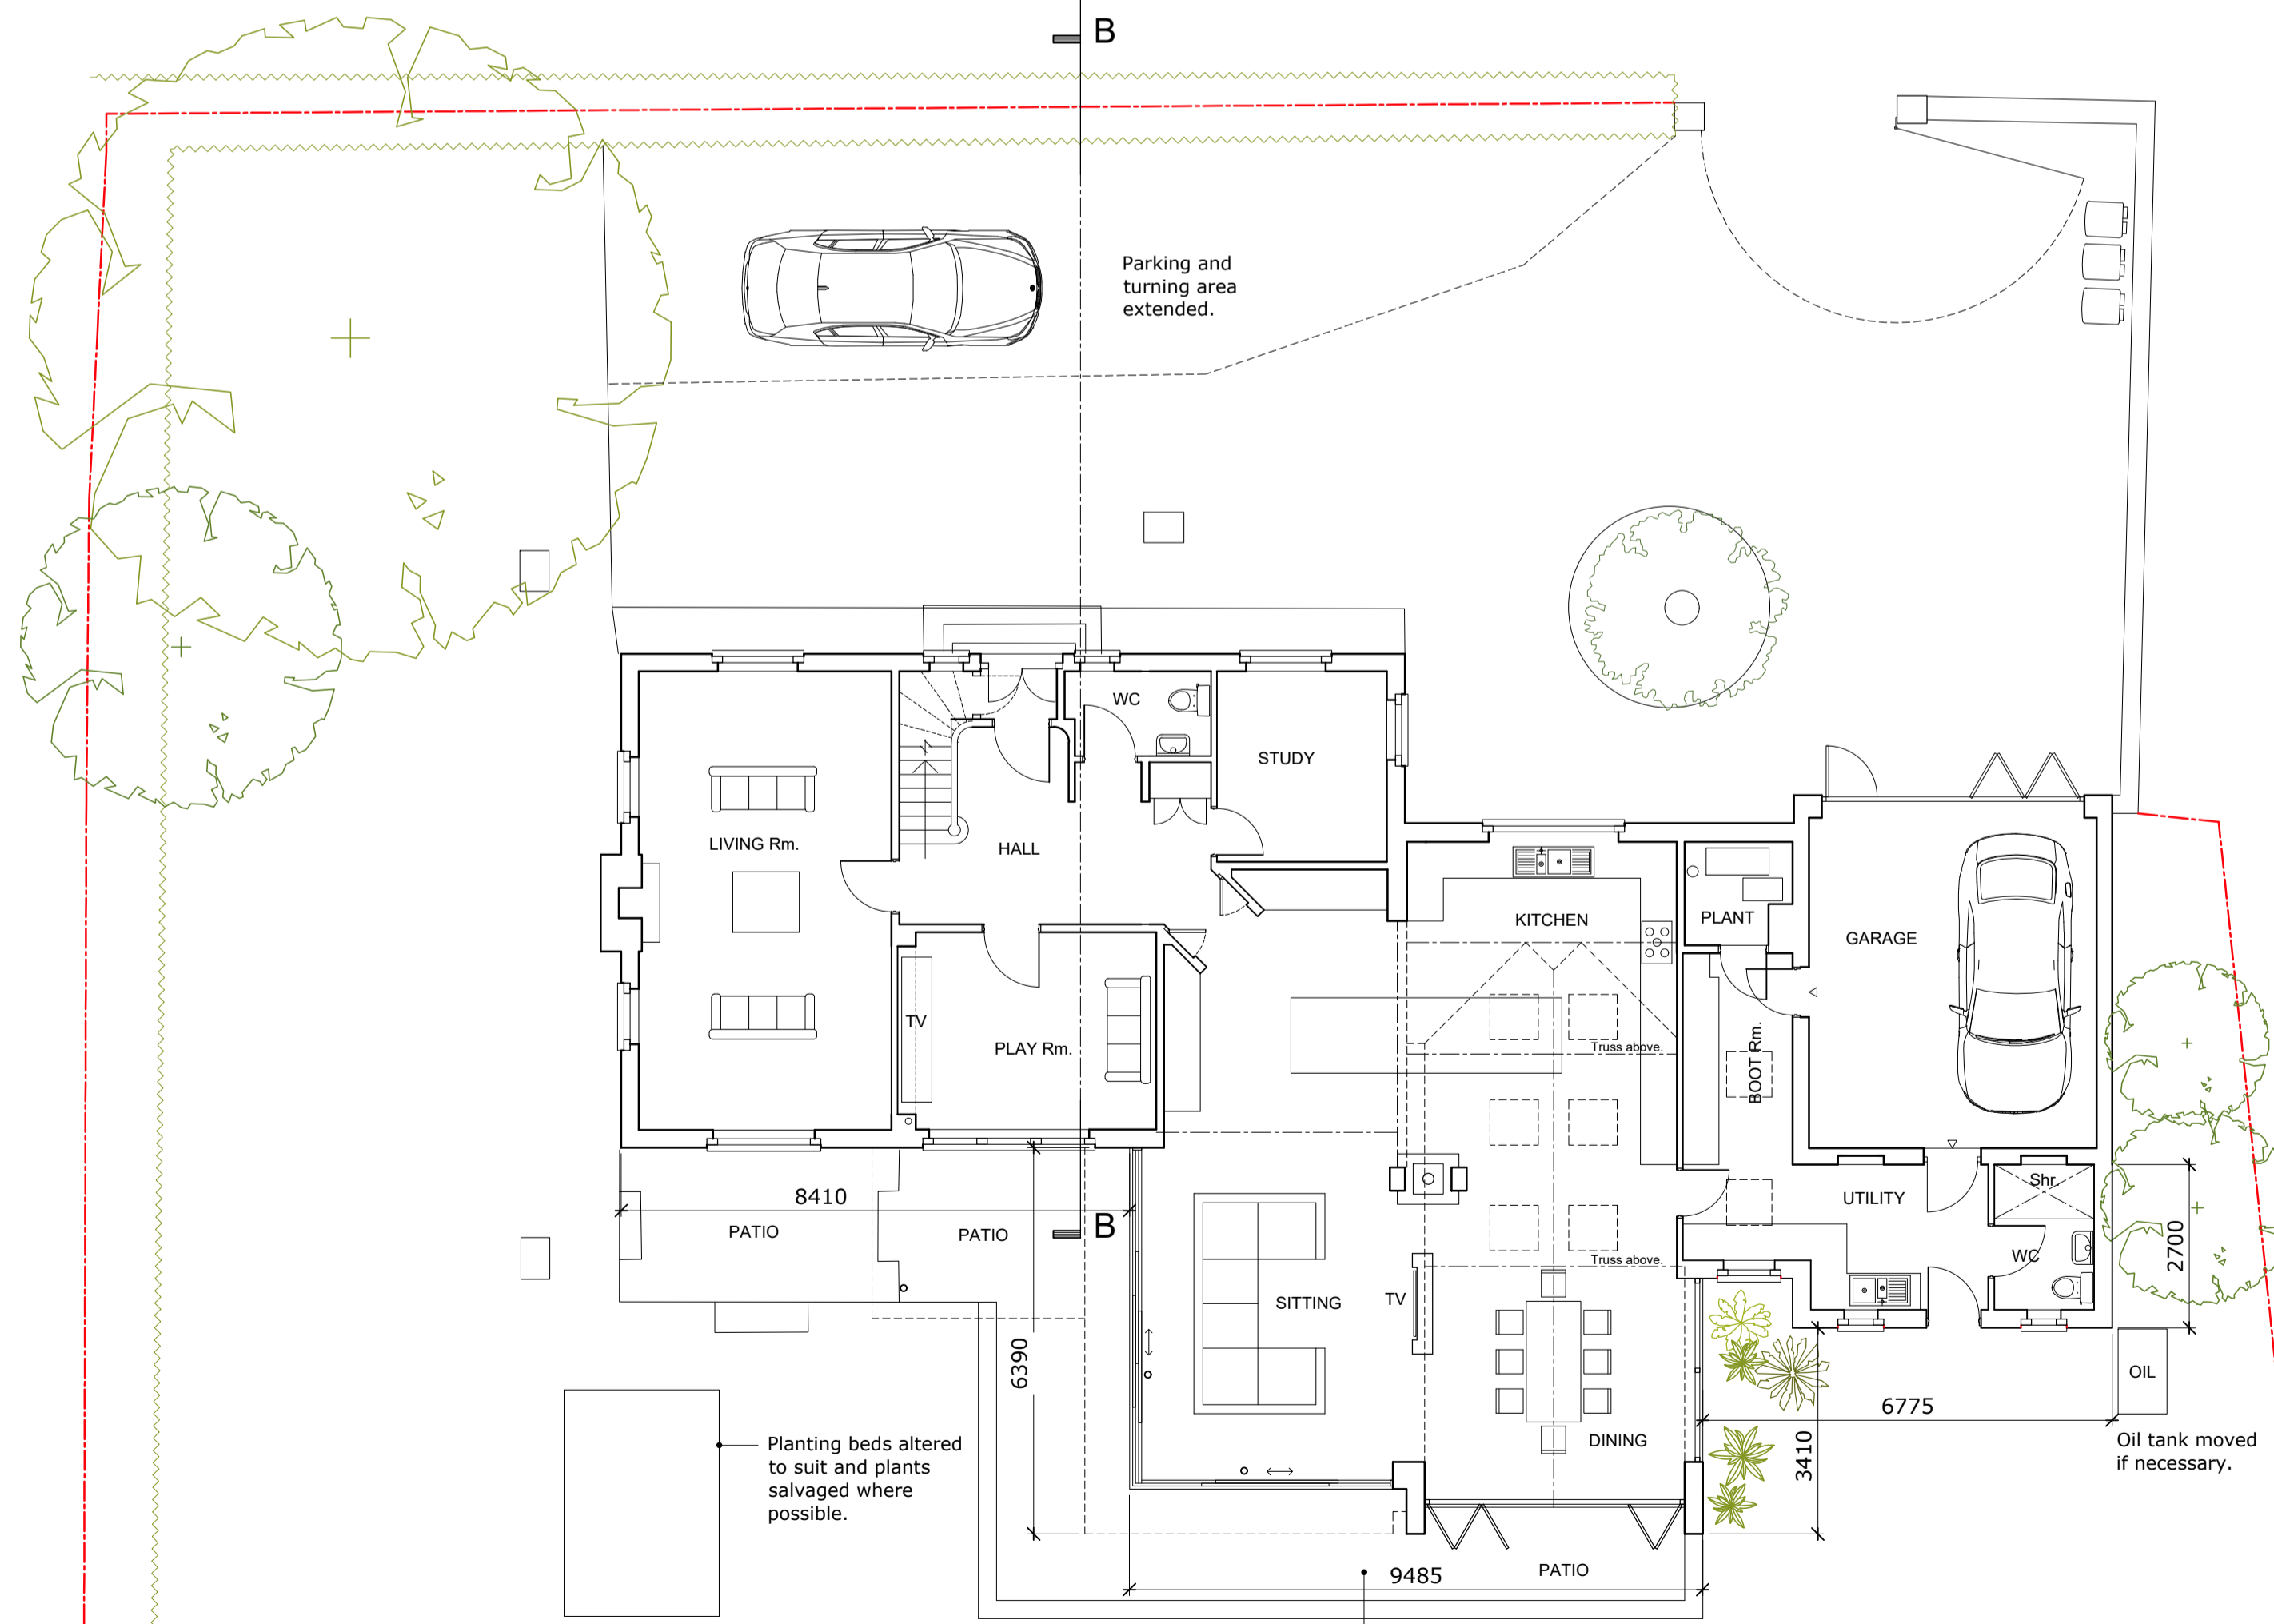 B
Parking and
turning area
extended.
WC
STUDY
LIVING Rm.
HALL
KITCHEN
PLANT
GARAGE
TV
PLAY Rm.
Truss above.
BOOT Rm.
8410
PATIO
PATIO
B
Truss above.
UTILITY
Shr.
WC
2700
SITTING
TV
6390
DINING
OIL
6775
3410
Oil tank moved
if necessary.
Planting beds altered
to suit and plants
salvaged where
possible.
9485
PATIO